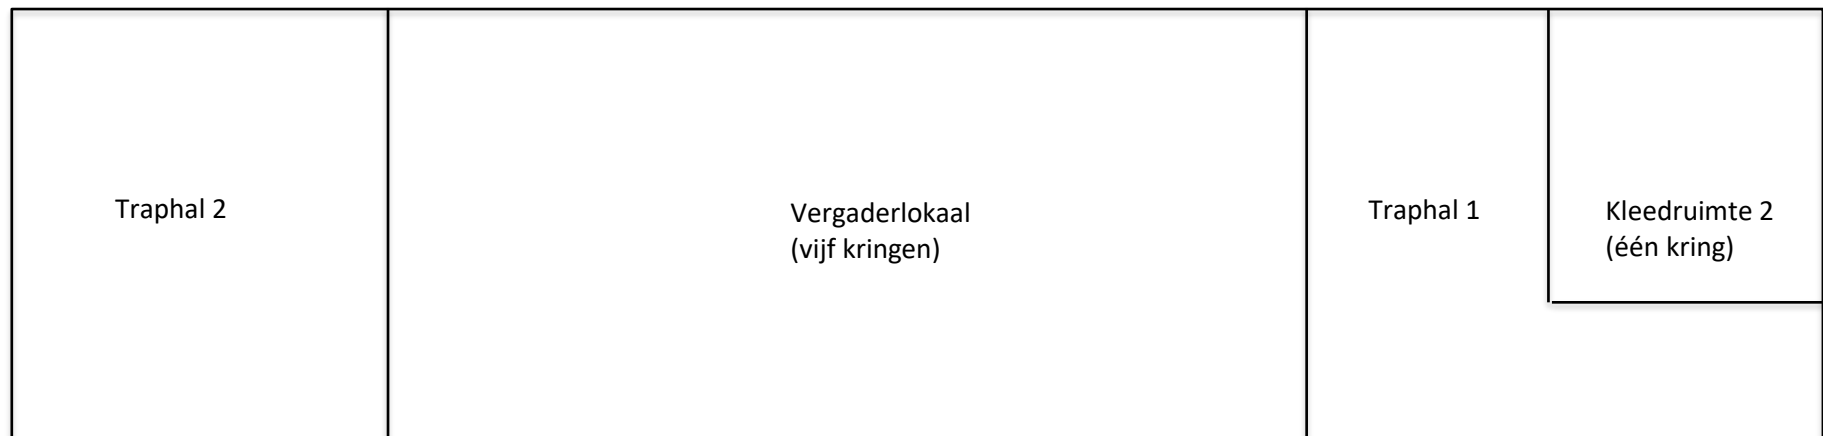 Traphal 2
Vergaderlokaal
(vijf kringen)
Traphal 1
Kleedruimte 2
(één kring)